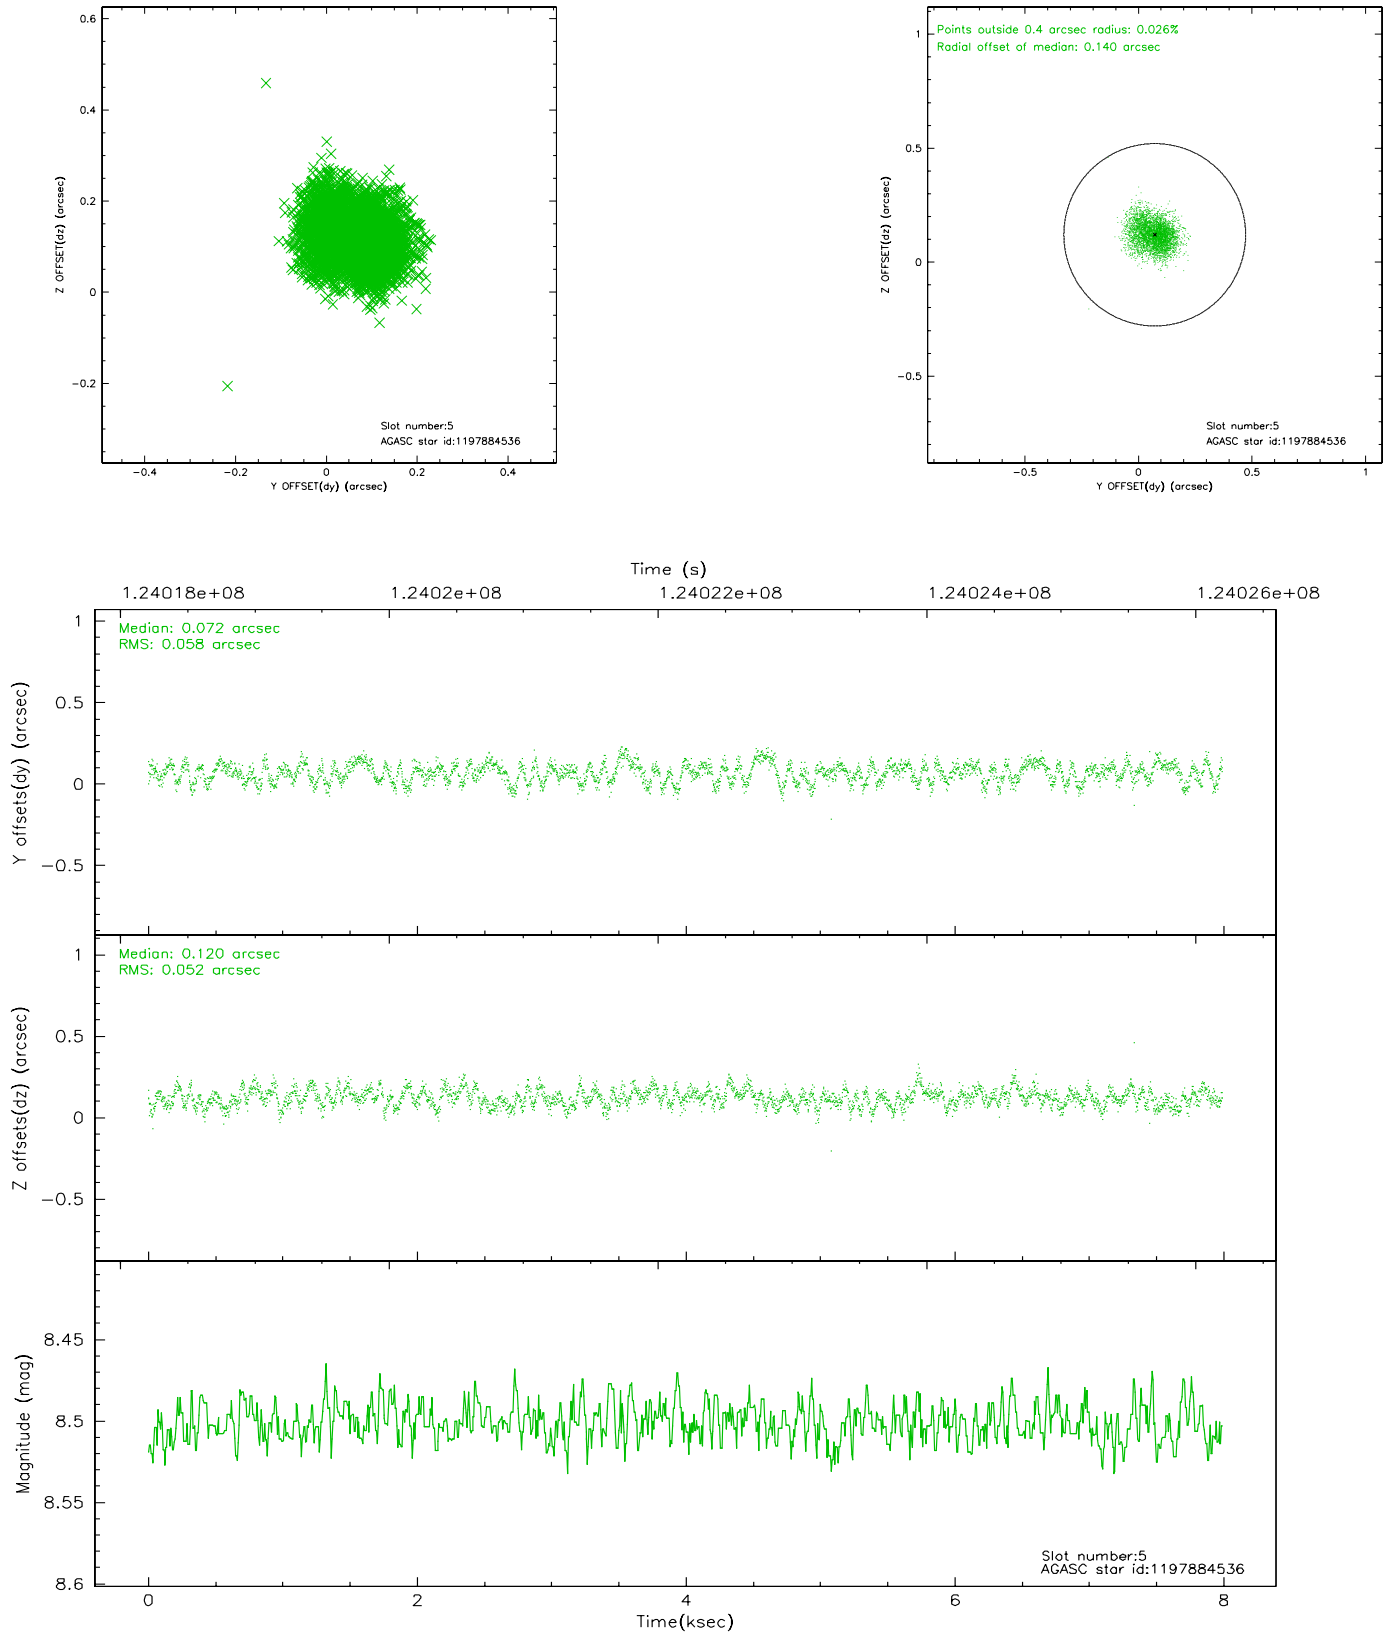 0.6
0.4
0.2
0
−0.2
Z OFFSET(dz) (arcsec)
Slot number:5
AGASC star id:1197884536
−0.4 −0.2 0 0.2 0.4
Y OFFSET(dy) (arcsec)
Points outside 0.4 arcsec radius: 0.026%
Radial offset of median: 0.140 arcsec
1
0.5
0
−0.5
Z OFFSET(dz) (arcsec)
Slot number:5
AGASC star id:1197884536
−0.5 0 0.5 1
Y OFFSET(dy) (arcsec)
Time (s)
1.24018e+08 1.2402e+08 1.24022e+08 1.24024e+08 1.24026e+08
Median: 0.072 arcsec
RMS: 0.058 arcsec
1
0.5
0
−0.5
Y offsets(dy) (arcsec)
Median: 0.120 arcsec
RMS: 0.052 arcsec
1
0.5
0
−0.5
Z offsets(dz) (arcsec)
8.45
8.5
8.55
8.6
Magnitude (mag)
Slot number:5
AGASC star id:1197884536
0 2 4 6 8
Time(ksec)